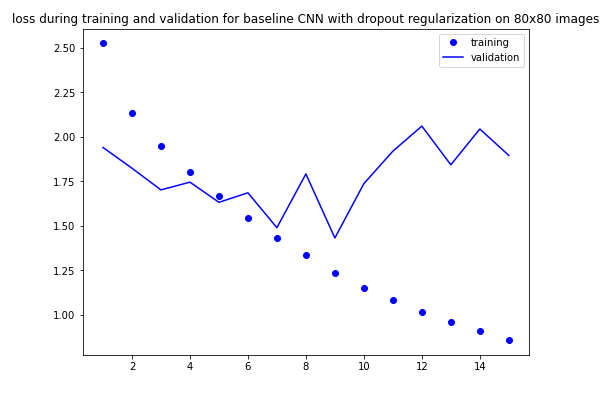 loss during training and validation for baseline CNN with dropout regularization on 80x80 images
training
validation
2.50
2.25
2.00
1.75
1.50
1.25
1.00
2 4 6 8 10 12 14